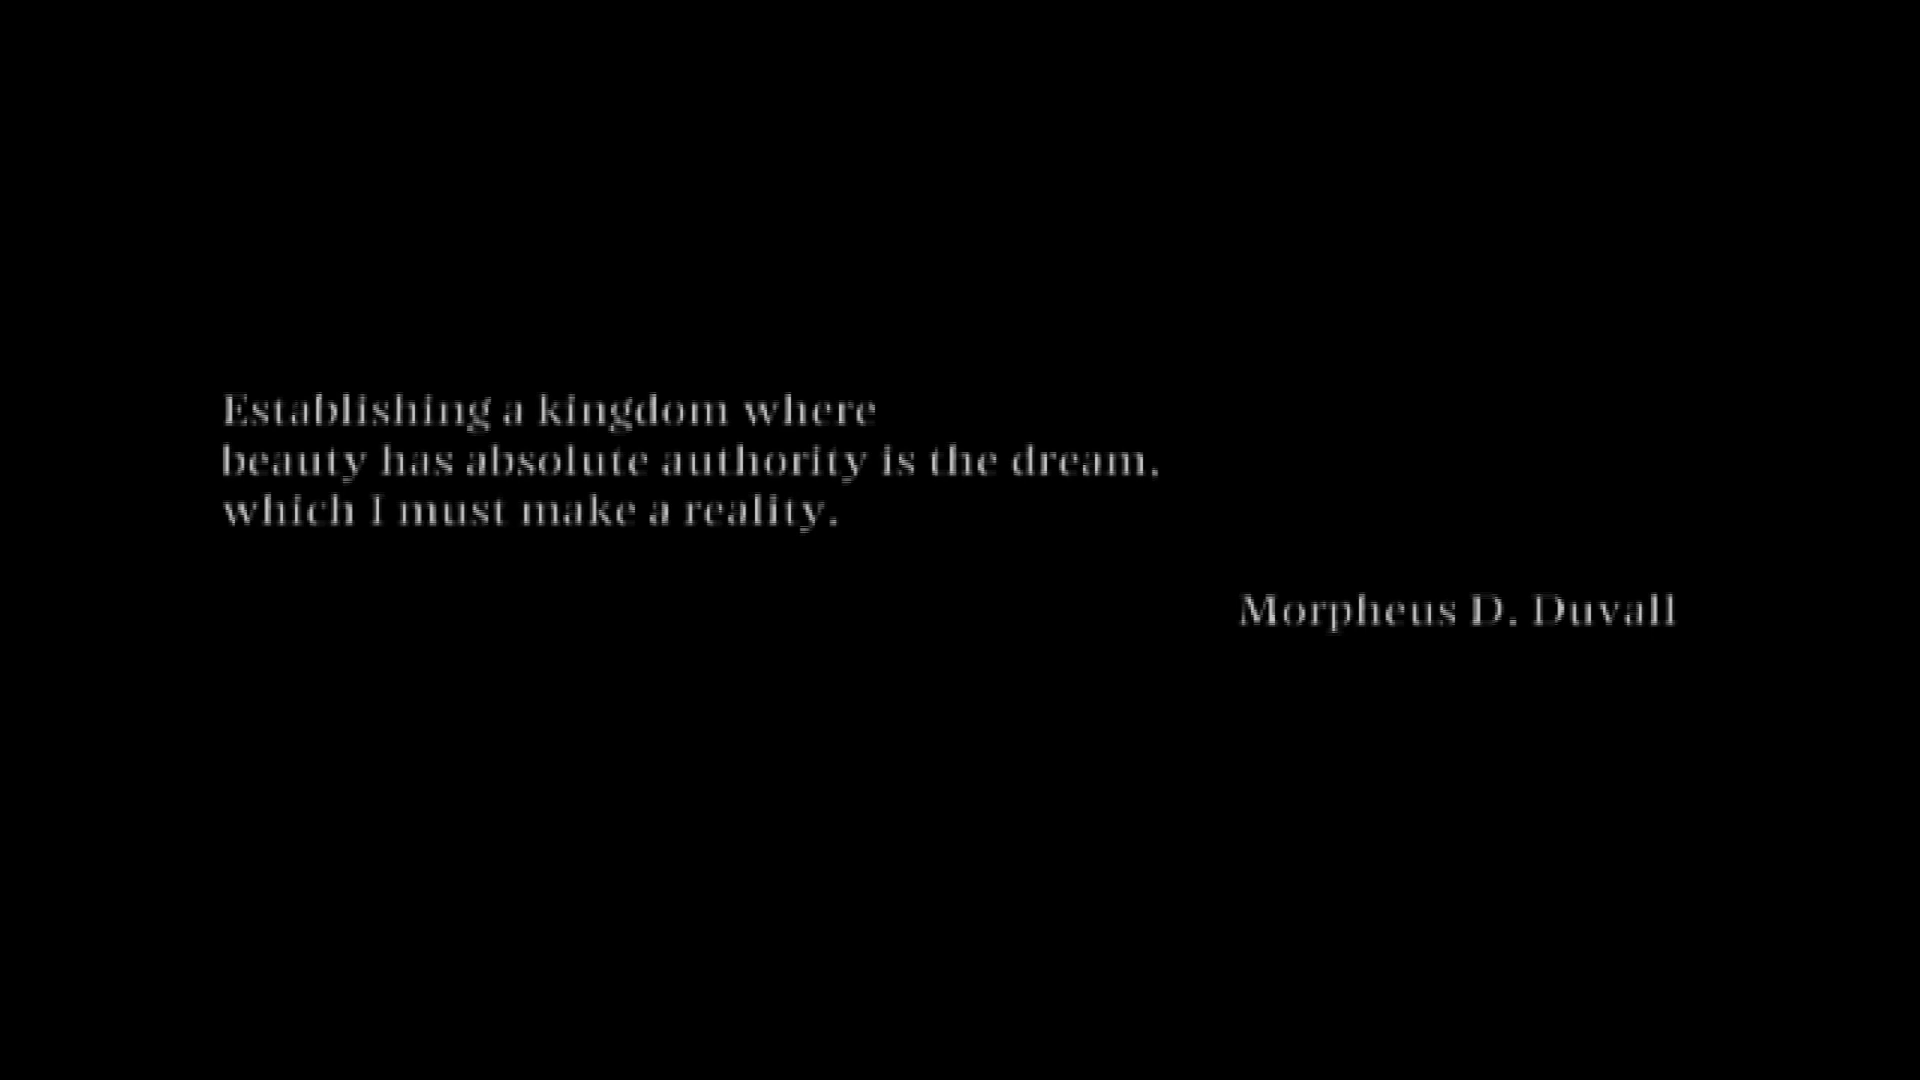 Establishing a kingdom where
beauty has absolute authority is the dream,
which I must make a reality.
Morpheus D. Duvall